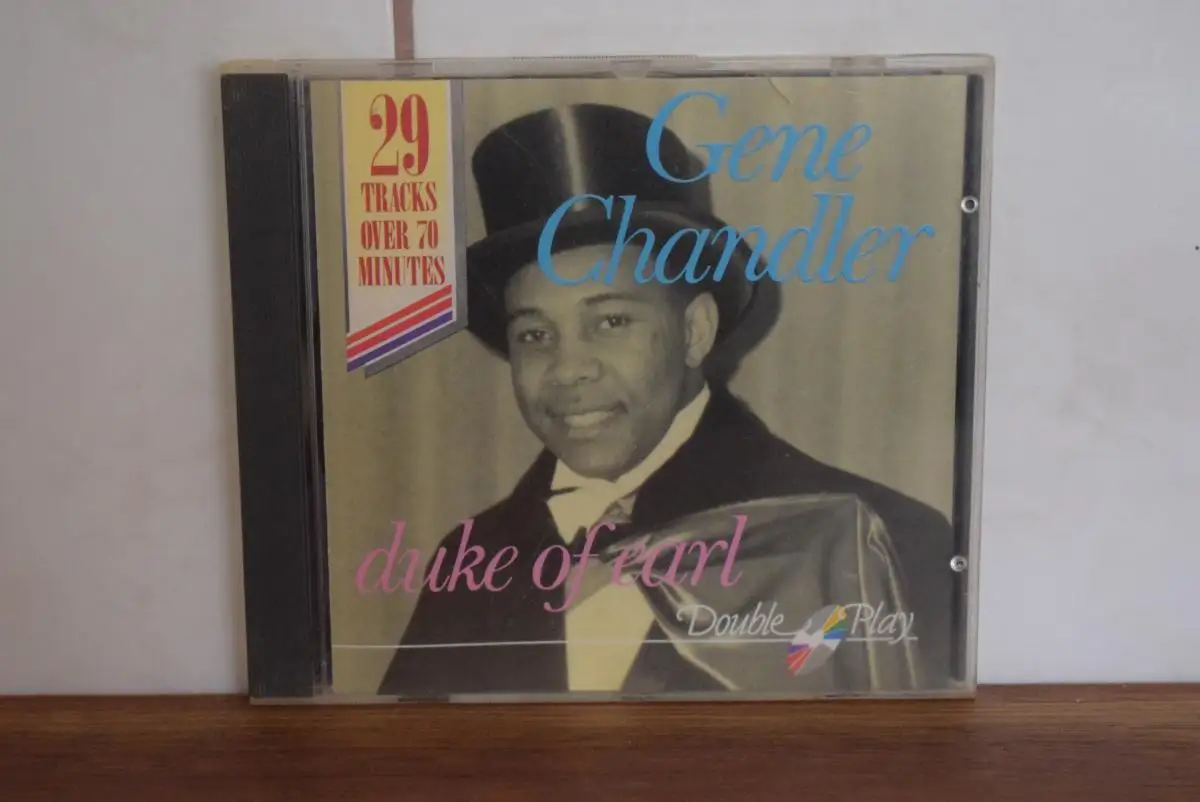 29
TRACKS
OVER 70
MINUTES
Gene
Chandler
duke of earl
Double Play